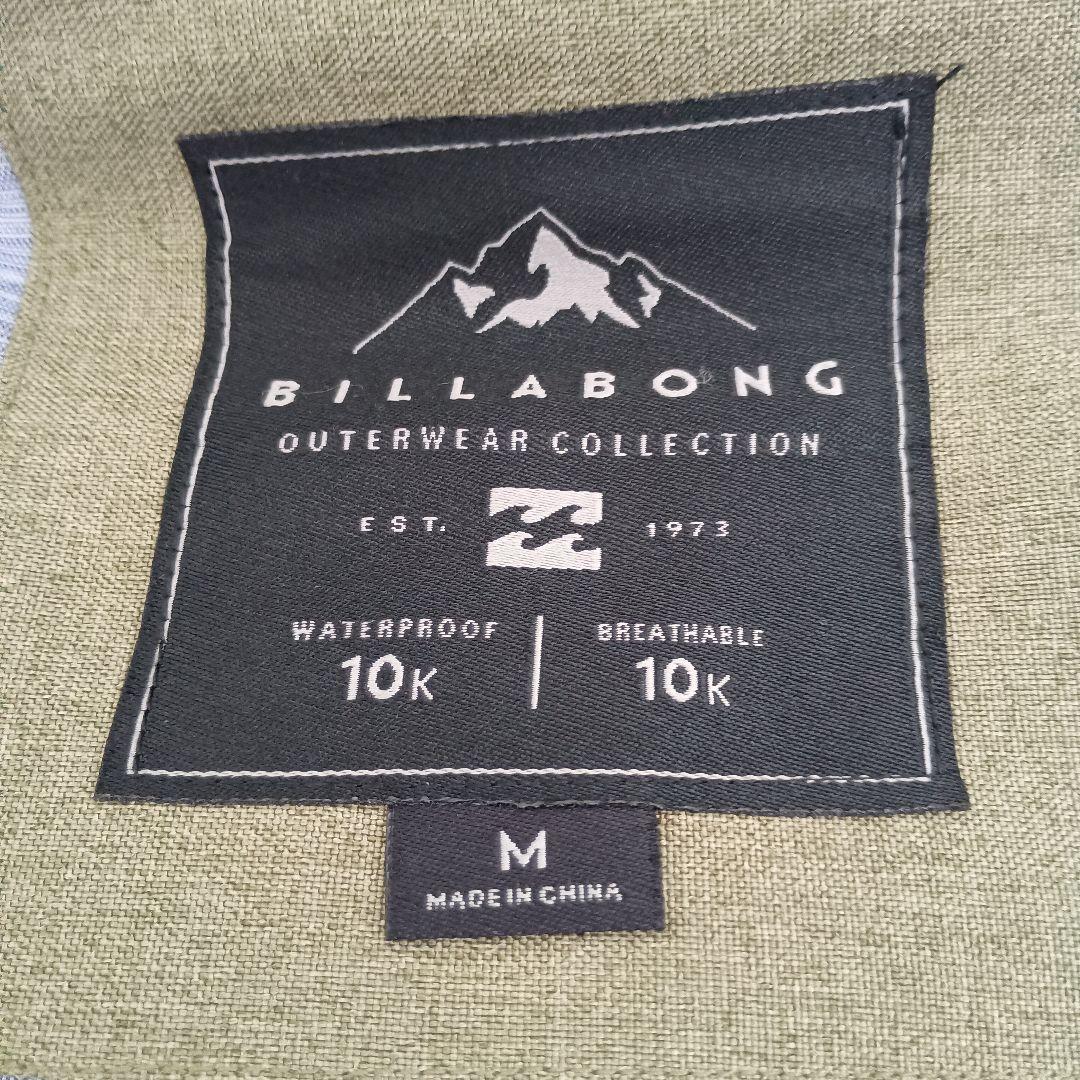 BILLABONG
OUTERWEAR COLLECTION
EST. 1973
WATERPROOF BREATHABLE
10K 10K
M
MADE IN CHINA